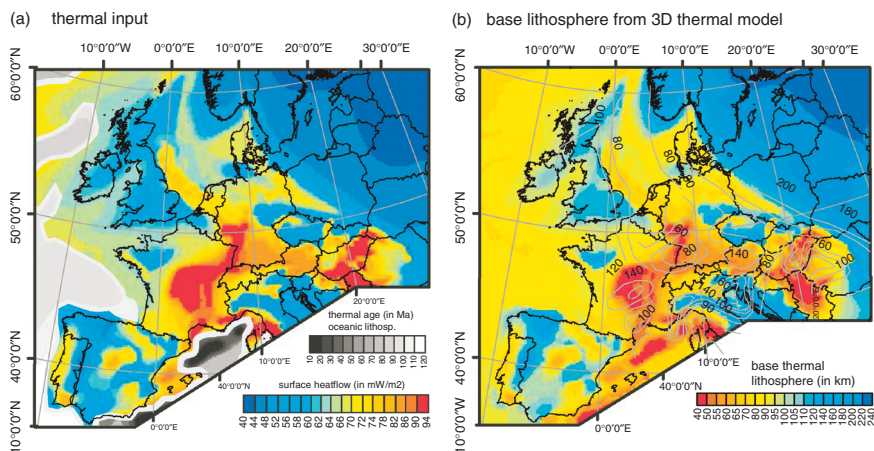 (a) thermal input
10°0'0"W 0°0'0"E 10°0'0"E 20°0'0"E 30°0'0"E
60°0'0"N
50°0'0"N
40°0'0"N
10°0'0"W
20°0'0"E
thermal age (in Ma)
oceanic lithosp.
10 20 30 40 50 60 70 80 90 100 110 120
10°0'0"E
40°0'0"N
surface heatflow (in mW/m2)
40 44 48 52 56 60 62 64 66 70 74 78 82 86 90 94
0°0'0"E
(b) base lithosphere from 3D thermal model
10°0'0"W 0°0'0"E 10°0'0"E 20°0'0"E 30°0'0"E
60°0'0"N
50°0'0"N
40°0'0"N
10°0'0"W
100
80
80
200
180
160
60
80
140
80
100
120
140
100
160
140
90
20°0'0"E
10°0'0"E
40°0'0"N
base thermal
lithosphere (in km)
40 50 55 60 65 70 80 90 95 100 105 110 120 140 160 180 200 220 240
0°0'0"E